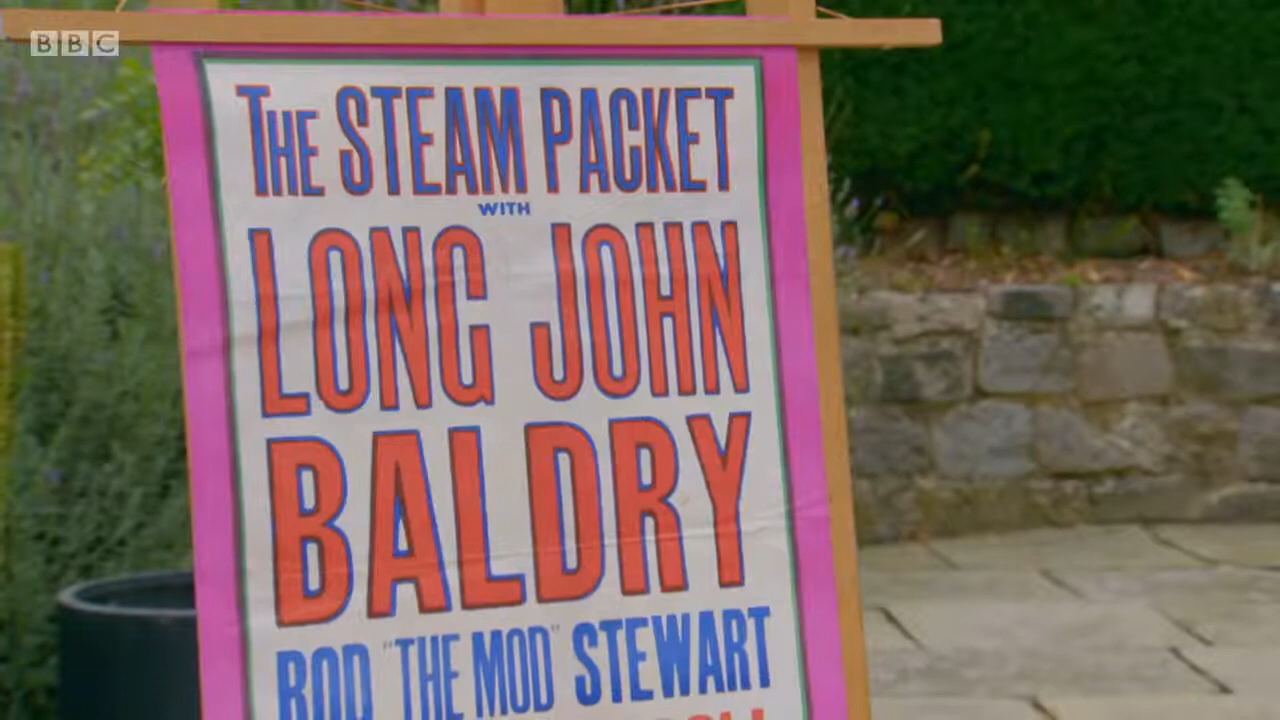 BBC
THE STEAM PACKET
WITH
LONG JOHN
BALDRY
ROD "THE MOD" STEWART